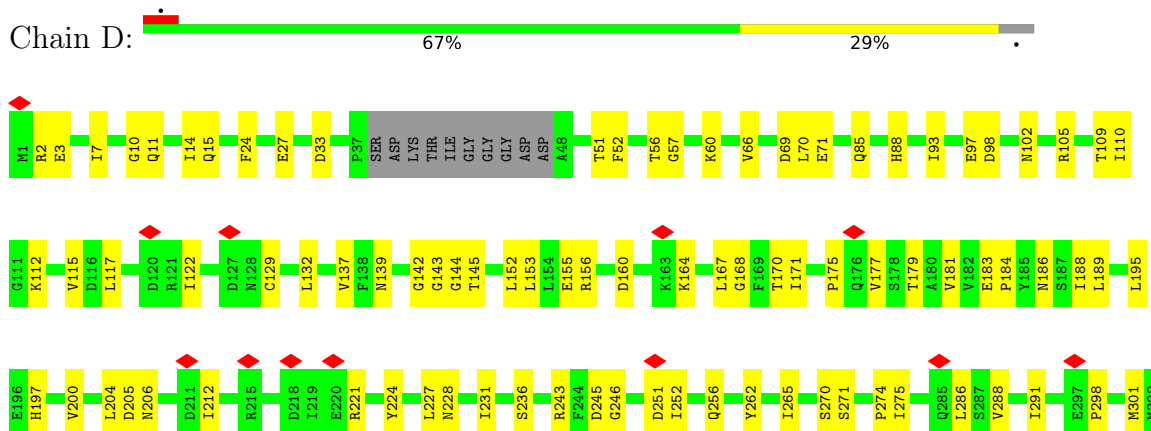 Chain D:
67% 29%
M1 R2 E3 I7 G10 Q11 I14 Q15 F24 E27 D33 P37 SER ASP LYS THR ILE GLY GLY GLY ASP ASP A48 T51 F52 T56 G57 K60 V66 D69 L70 E71 Q85 H88 I93 E97 D98 N102 R105 T109 I110
G111 K112 V115 D116 L117 D120 R121 I122 D127 N128 C129 L132 V137 F138 N139 G142 G143 G144 T145 L152 L153 L154 E155 R156 D160 K163 K164 L167 G168 F169 T170 I171 P175 Q176 V177 S178 T179 A180 V181 V182 E183 P184 Y185 N186 S187 I188 L189 L195
E196 H197 V200 L204 D205 N206 D211 I212 R215 D218 I219 E220 R221 Y224 L227 N228 I231 S236 R243 F244 D245 G246 D251 I252 Q256 Y262 I265 S270 S271 P274 I275 Q285 L286 S287 V288 I291 E297 P298 M301